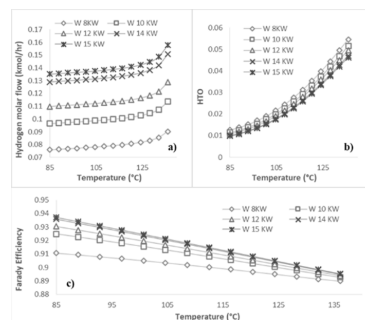 W 8KW
W 10 KW
W 12 KW
W 14 KW
W 15 KW
Hydrogen molar flow (kmol/hr)
0.17
0.16
0.15
0.14
0.13
0.12
0.11
0.1
0.09
0.08
0.07
85
105
125
Temperature (°C)
a)
W 8KW
W 10 KW
W 12 KW
W 14 KW
W 15 KW
HTO
0.06
0.05
0.04
0.03
0.02
0.01
0
85
105
125
Temperature (°C)
b)
W 8KW
W 10 KW
W 12 KW
W 14 KW
W 15 KW
Farady Efficiency
0.95
0.94
0.93
0.92
0.91
0.9
0.89
0.88
85
95
105
115
125
135
c)
Temperature (°C)